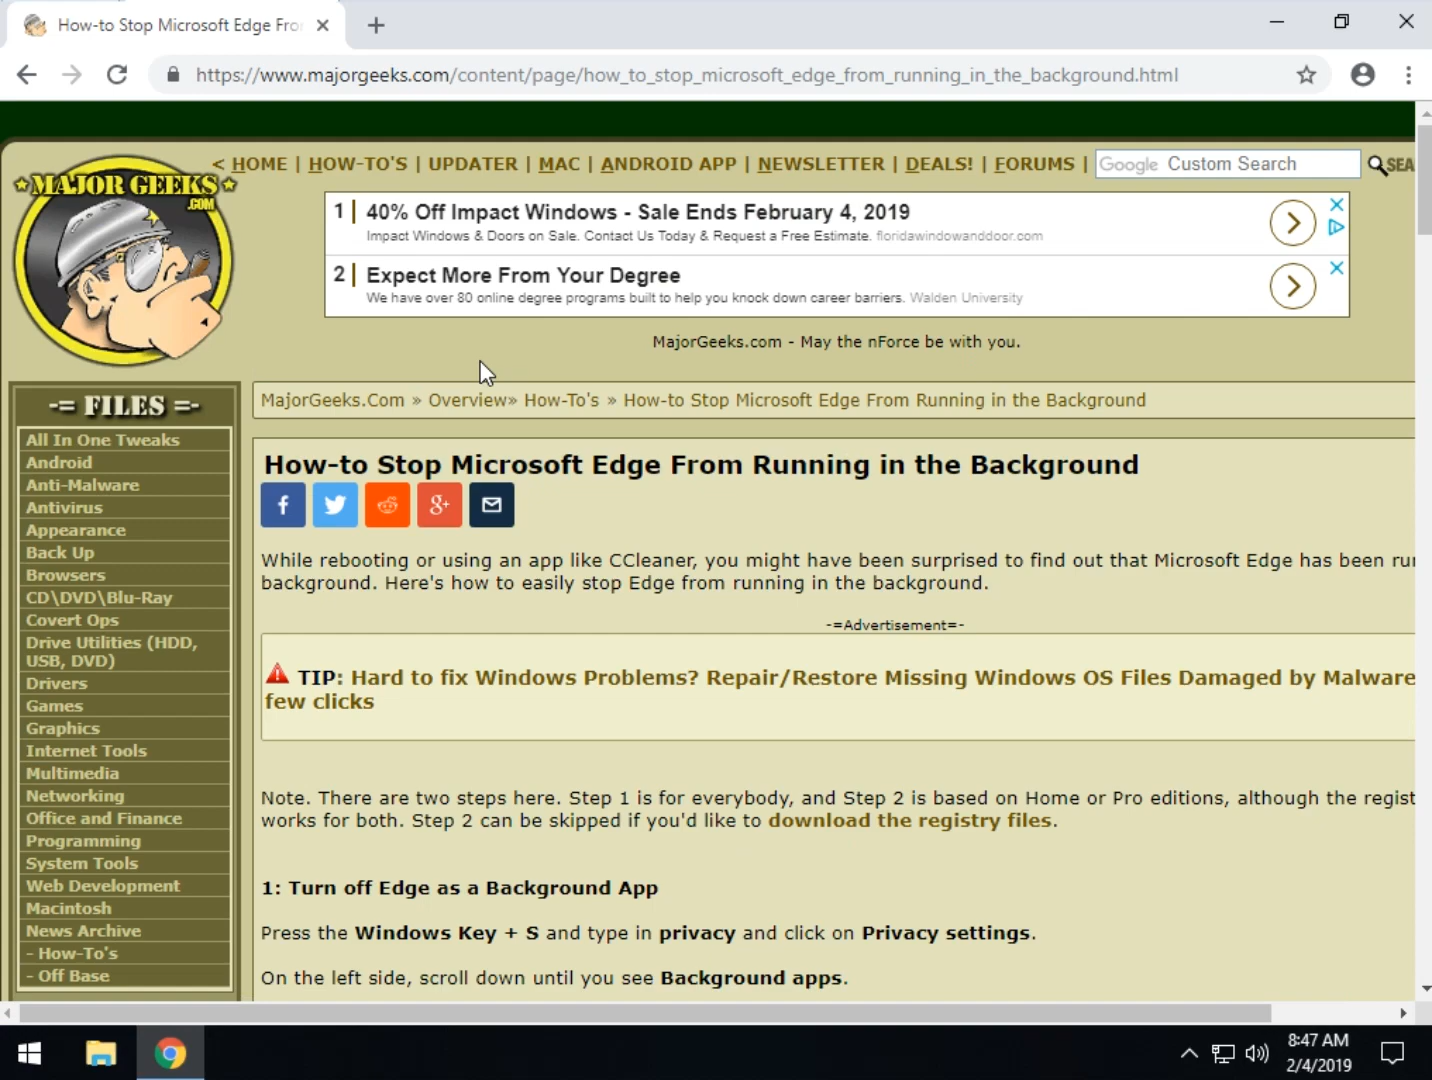 How-to Stop Microsoft Edge Fro
https://www.majorgeeks.com/content/page/how_to_stop_microsoft_edge_from_running_in_the_background.html
MAJOR GEEKS
.COM
< HOME | HOW-TO'S | UPDATER | MAC | ANDROID APP | NEWSLETTER | DEALS! | FORUMS |
Google Custom Search
SEA
1 40% Off Impact Windows - Sale Ends February 4, 2019
Impact Windows & Doors on Sale. Contact Us Today & Request a Free Estimate. floridawindowanddoor.com
2 Expect More From Your Degree
We have over 80 online degree programs built to help you knock down career barriers. Walden University
MajorGeeks.com - May the nForce be with you.
-= FILES =-
All In One Tweaks
Android
Anti-Malware
Antivirus
Appearance
Back Up
Browsers
CD\DVD\Blu-Ray
Covert Ops
Drive Utilities (HDD,
USB, DVD)
Drivers
Games
Graphics
Internet Tools
Multimedia
Networking
Office and Finance
Programming
System Tools
Web Development
Macintosh
News Archive
- How-To's
- Off Base
MajorGeeks.Com » Overview» How-To's » How-to Stop Microsoft Edge From Running in the Background
How-to Stop Microsoft Edge From Running in the Background
f g+
While rebooting or using an app like CCleaner, you might have been surprised to find out that Microsoft Edge has been ru
background. Here's how to easily stop Edge from running in the background.
-=Advertisement=-
TIP: Hard to fix Windows Problems? Repair/Restore Missing Windows OS Files Damaged by Malware
few clicks
Note. There are two steps here. Step 1 is for everybody, and Step 2 is based on Home or Pro editions, although the regist
works for both. Step 2 can be skipped if you'd like to download the registry files.
1: Turn off Edge as a Background App
Press the Windows Key + S and type in privacy and click on Privacy settings.
On the left side, scroll down until you see Background apps.
8:47 AM
2/4/2019